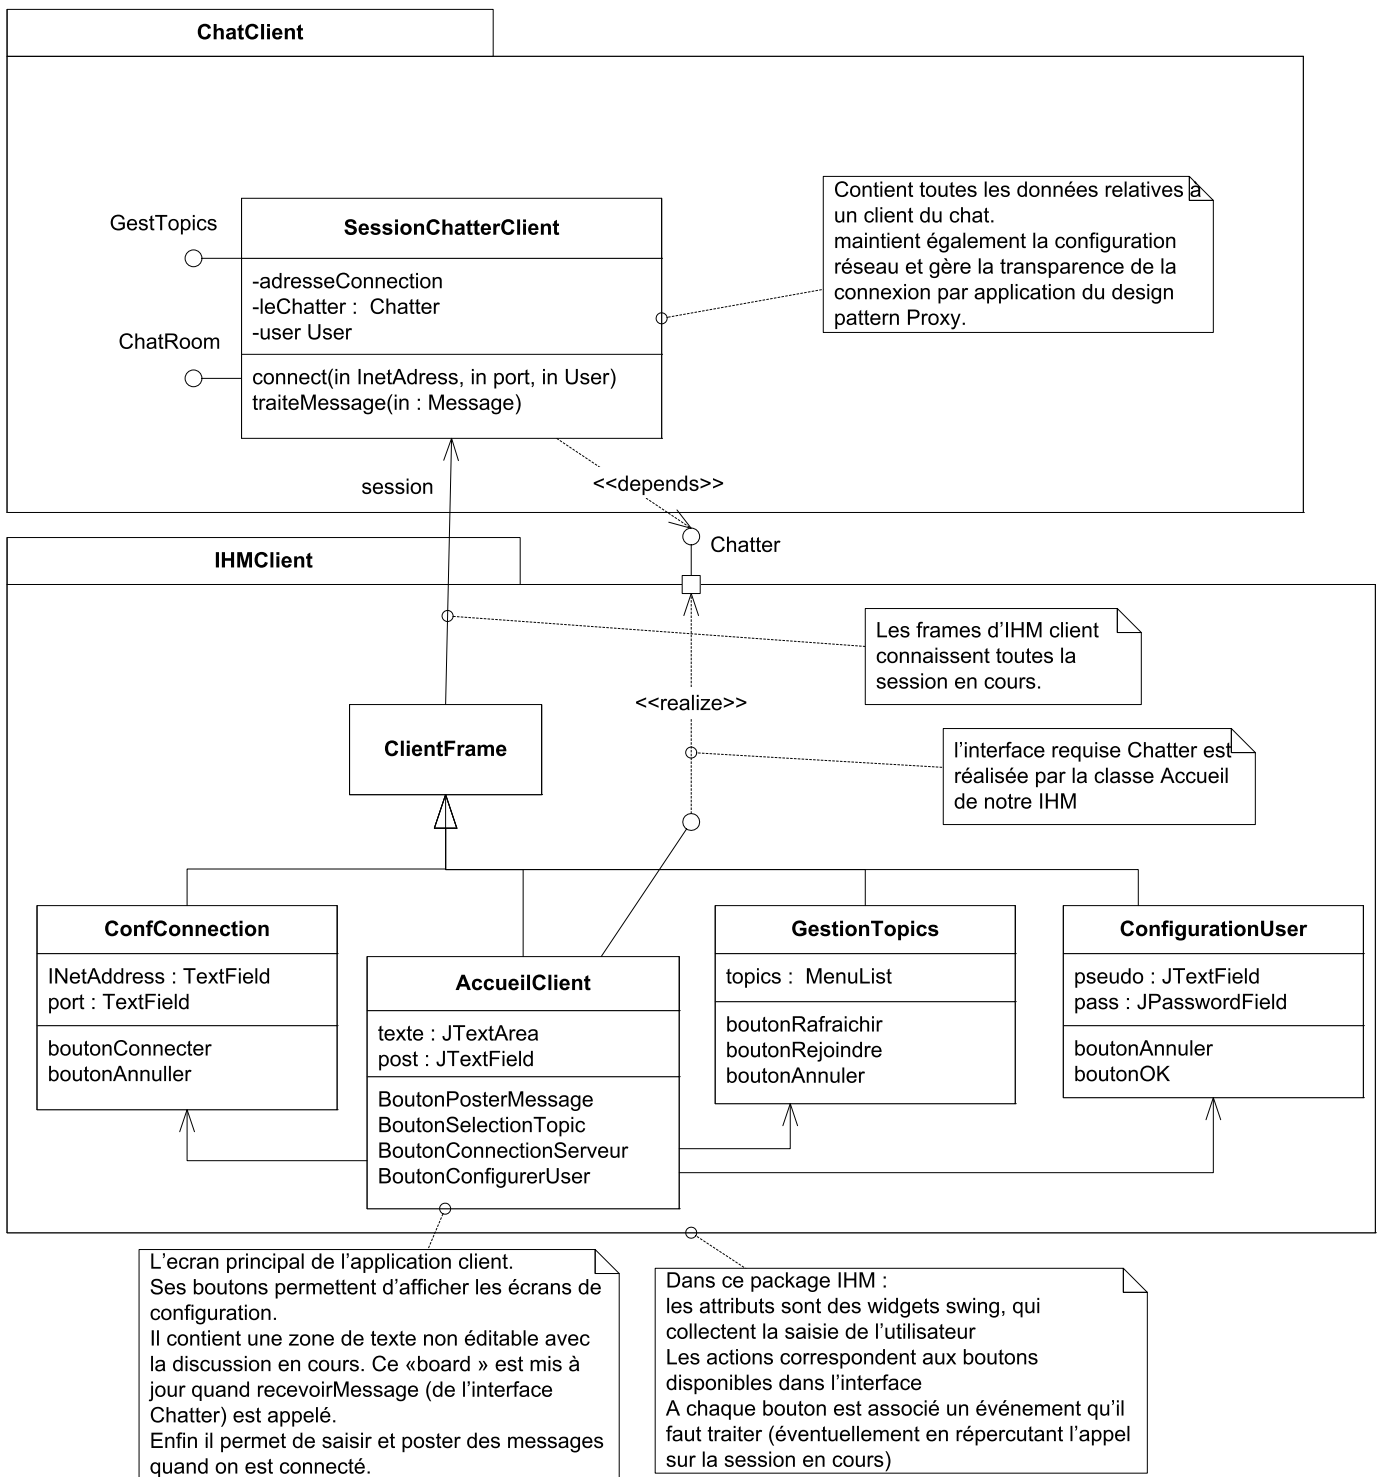 ChatClient
GestTopics
ChatRoom
SessionChatterClient
-adresseConnection
-leChatter :  Chatter
-user User
connect(in InetAdress, in port, in User)
traiteMessage(in : Message)
Contient toutes les données relatives à
un client du chat.
maintient également la configuration
réseau et gère la transparence de la
connexion par application du design
pattern Proxy.
session
<<depends>>
Chatter
IHMClient
Les frames d’IHM client
connaissent toutes la
session en cours.
<<realize>>
ClientFrame
l’interface requise Chatter est
réalisée par la classe Accueil
de notre IHM
ConfConnection
INetAddress : TextField
port : TextField
boutonConnecter
boutonAnnuller
AccueilClient
texte : JTextArea
post : JTextField
BoutonPosterMessage
BoutonSelectionTopic
BoutonConnectionServeur
BoutonConfigurerUser
GestionTopics
topics :  MenuList
boutonRafraichir
boutonRejoindre
boutonAnnuler
ConfigurationUser
pseudo : JTextField
pass : JPasswordField
boutonAnnuler
boutonOK
L’ecran principal de l’application client.
Ses boutons permettent d’afficher les écrans de
configuration.
Il contient une zone de texte non éditable avec
la discussion en cours. Ce «board » est mis à
jour quand recevoirMessage (de l’interface
Chatter) est appelé.
Enfin il permet de saisir et poster des messages
quand on est connecté.
Dans ce package IHM :
les attributs sont des widgets swing, qui
collectent la saisie de l’utilisateur
Les actions correspondent aux boutons
disponibles dans l’interface
A chaque bouton est associé un événement qu’il
faut traiter (éventuellement en répercutant l’appel
sur la session en cours)